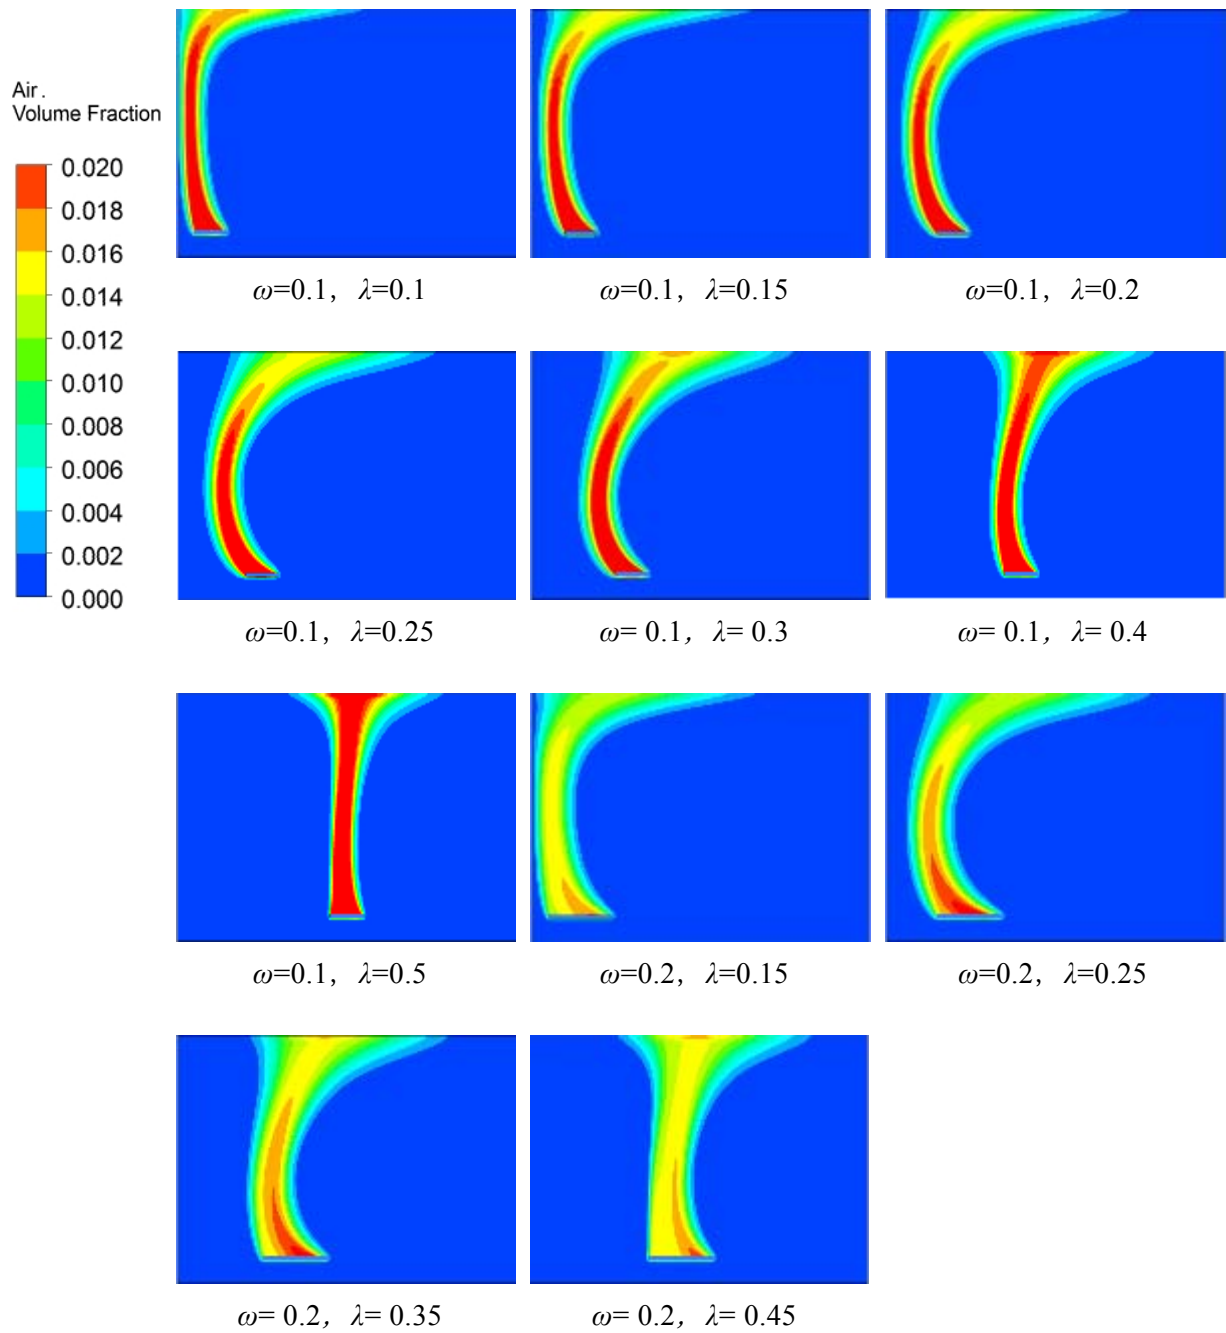 Air .
Volume Fraction
0.020
0.018
0.016
0.014
0.012
0.010
0.008
0.006
0.004
0.002
0.000
ω=0.1, λ=0.1
ω=0.1, λ=0.15
ω=0.1, λ=0.2
ω=0.1, λ=0.25
ω= 0.1, λ= 0.3
ω= 0.1, λ= 0.4
ω=0.1, λ=0.5
ω=0.2, λ=0.15
ω=0.2, λ=0.25
ω= 0.2, λ= 0.35
ω= 0.2, λ= 0.45